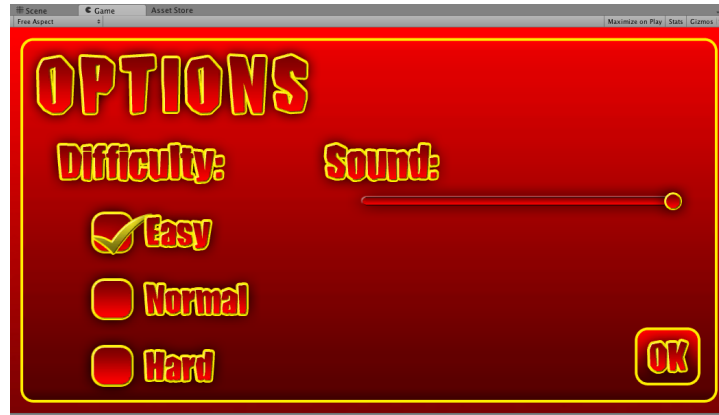 Scene Game Asset Store
Free Aspect Maximize on Play Stats Gizmos
OPTIONS
Difficulty: Sound:
Easy
Normal
Hard
OK